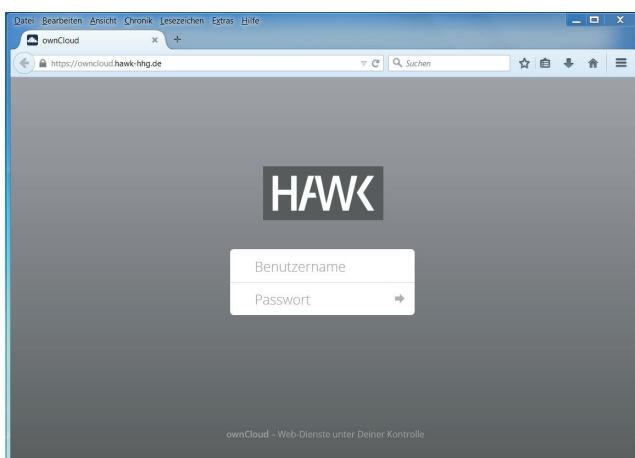 Datei Bearbeiten Ansicht Chronik Lesezeichen Extras Hilfe
ownCloud
https://owncloud.hawk-hhg.de
Suchen
HAWK
Benutzername
Passwort
ownCloud – Web-Dienste unter Deiner Kontrolle